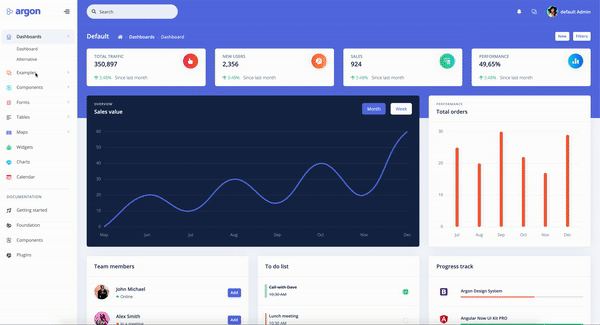 argon
Search
default Admin
Dashboards
Dashboard
Alternative
Examples
Components
Forms
Tables
Maps
Widgets
Charts
Calendar
DOCUMENTATION
Getting started
Foundation
Components
Plugins
Default
Dashboards - Dashboard
New
Filters
TOTAL TRAFFIC
350,897
3.48% Since last month
NEW USERS
2,356
3.48% Since last month
SALES
924
3.48% Since last month
PERFORMANCE
49,65%
3.48% Since last month
OVERVIEW
Sales value
Month
Week
60
50
40
30
20
10
0
May Jun Jul Aug Sep Oct Nov Dec
PERFORMANCE
Total orders
30
25
20
15
10
5
0
Jul Aug Sep Oct Nov Dec
Team members
John Michael
Online
Add
Alex Smith
In a meeting
Add
To do list
Call with Dave
10:30 AM
Lunch meeting
10:30 AM
Progress track
Argon Design System
Angular Now UI Kit PRO